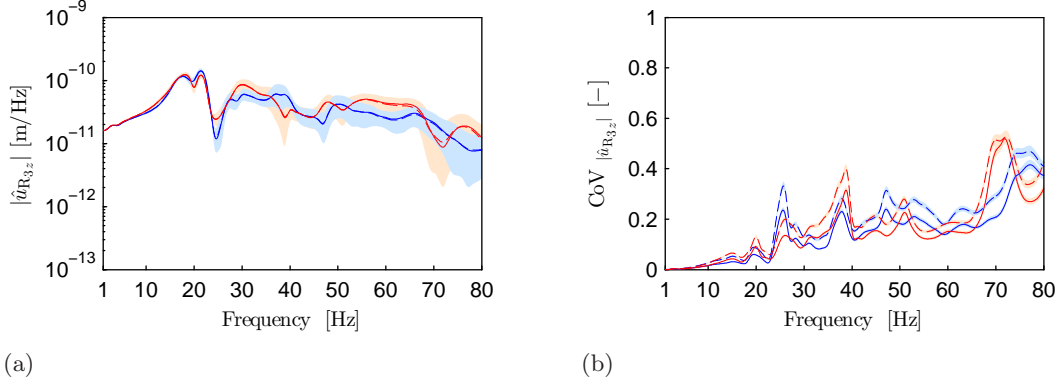 10⁻⁹
10⁻¹⁰
10⁻¹¹
10⁻¹²
10⁻¹³
|û_R₃z| [m/Hz]
1 10 20 30 40 50 60 70 80
Frequency [Hz]
(a)
1
0.8
0.6
0.4
0.2
0
CoV |û_R₃z| [−]
1 10 20 30 40 50 60 70 80
Frequency [Hz]
(b)